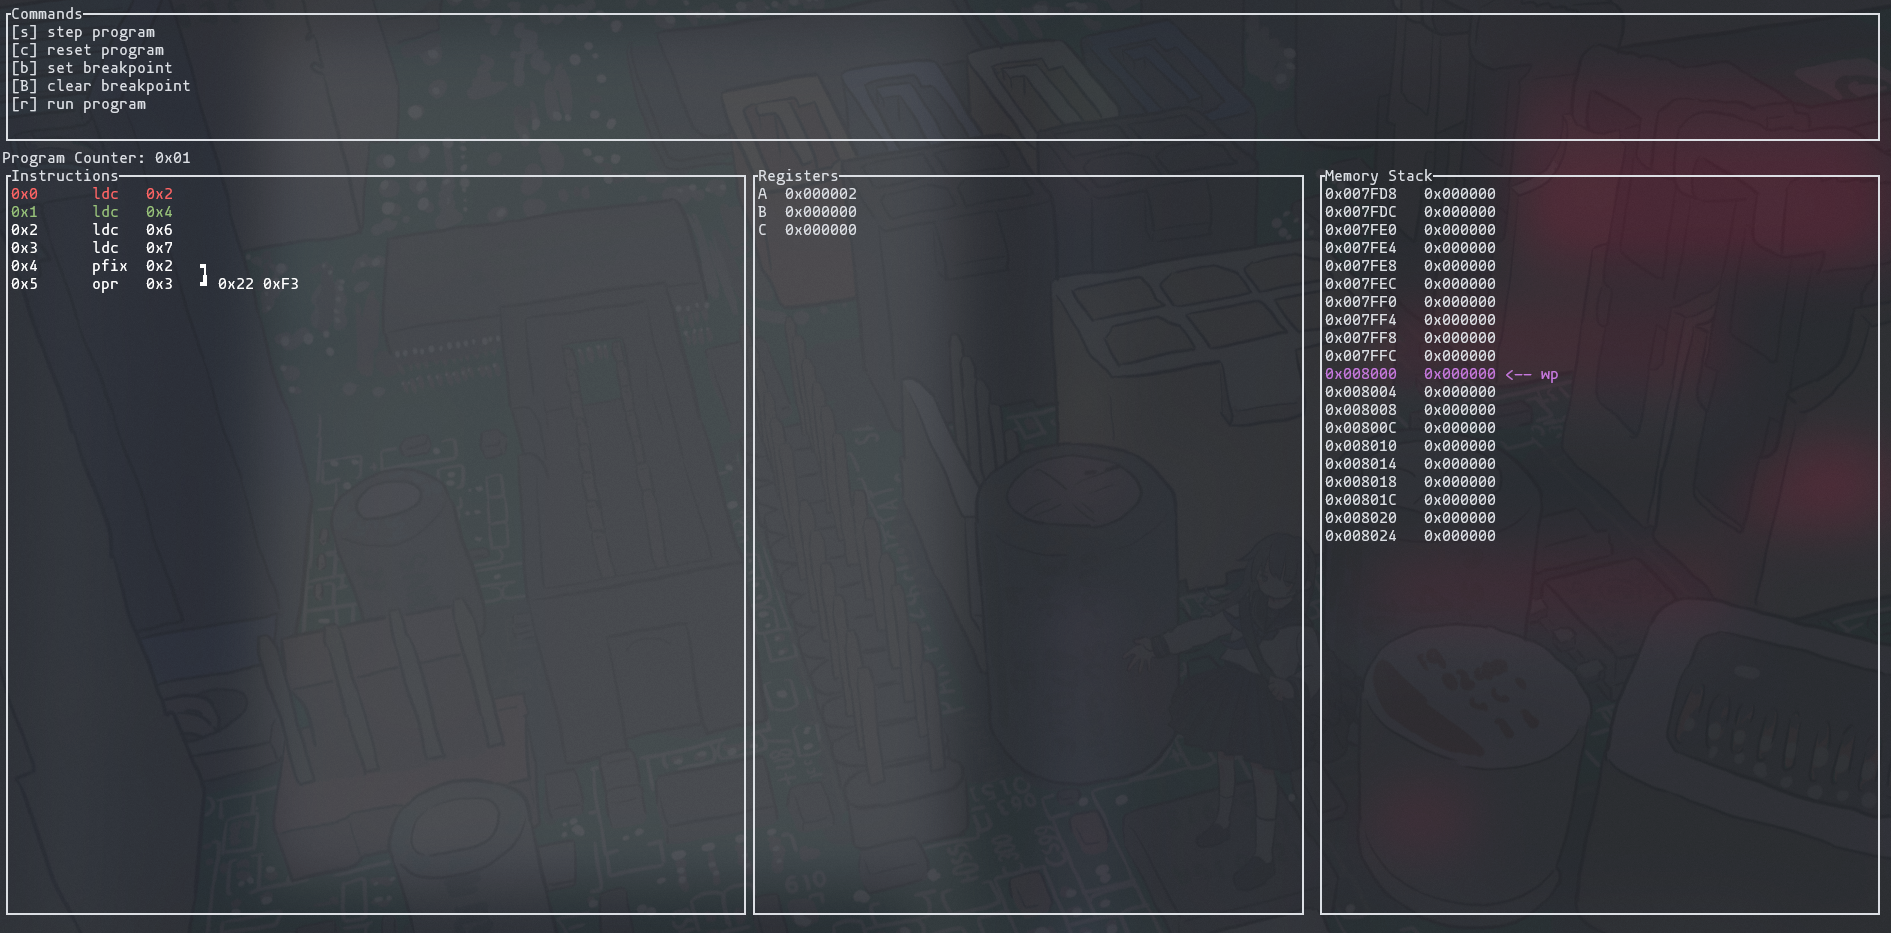 Commands
[s] step program
[c] reset program
[b] set breakpoint
[B] clear breakpoint
[r] run program
Program Counter: 0x01
Instructions
0x0 ldc 0x2
0x1 ldc 0x4
0x2 ldc 0x6
0x3 ldc 0x7
0x4 pfix 0x2
0x5 opr 0x3 0x22 0xF3
Registers
A 0x000002
B 0x000000
C 0x000000
Memory Stack
0x007FD8 0x000000
0x007FDC 0x000000
0x007FE0 0x000000
0x007FE4 0x000000
0x007FE8 0x000000
0x007FEC 0x000000
0x007FF0 0x000000
0x007FF4 0x000000
0x007FF8 0x000000
0x007FFC 0x000000
0x008000 0x000000 <-- wp
0x008004 0x000000
0x008008 0x000000
0x00800C 0x000000
0x008010 0x000000
0x008014 0x000000
0x008018 0x000000
0x00801C 0x000000
0x008020 0x000000
0x008024 0x000000